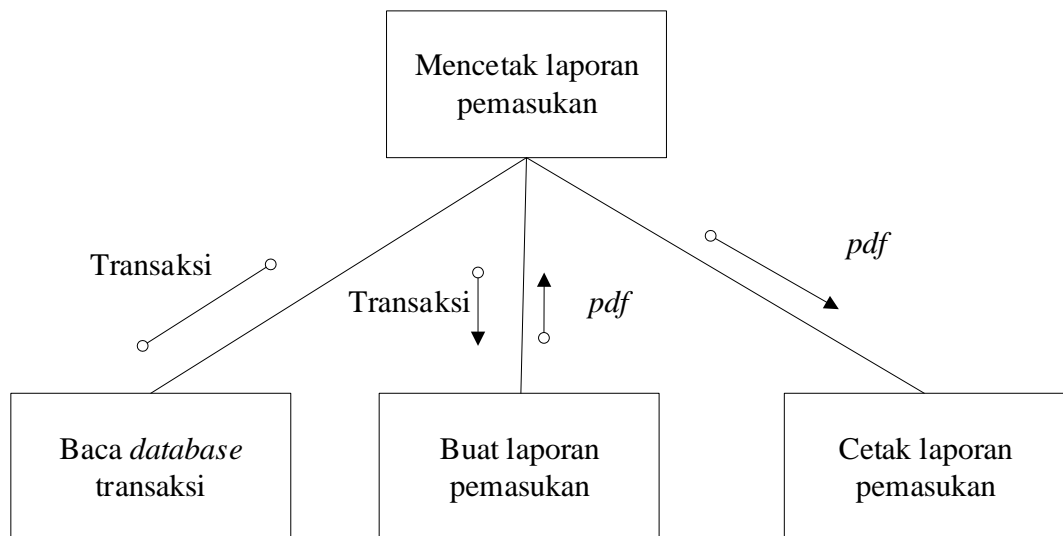 Mencetak laporan
pemasukan
Transaksi
Transaksi
pdf
pdf
Baca database
transaksi
Buat laporan
pemasukan
Cetak laporan
pemasukan